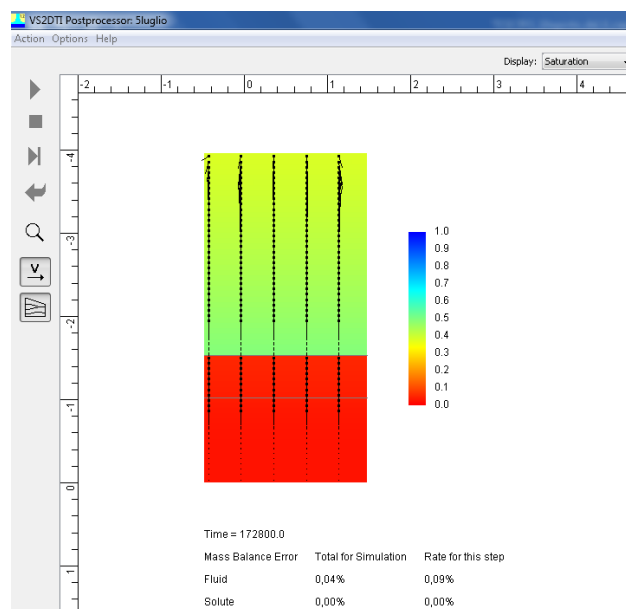 VS2DTI Postprocessor: 5luglio
Action Options Help
Display: Saturation
-2 -1 0 1 2 3 4
-4
-3
-2
-1
0
1
1.0
0.9
0.8
0.7
0.6
0.5
0.4
0.3
0.2
0.1
0.0
V
Time = 172800.0
Mass Balance Error Total for Simulation Rate for this step
Fluid 0,04% 0,09%
Solute 0,00% 0,00%